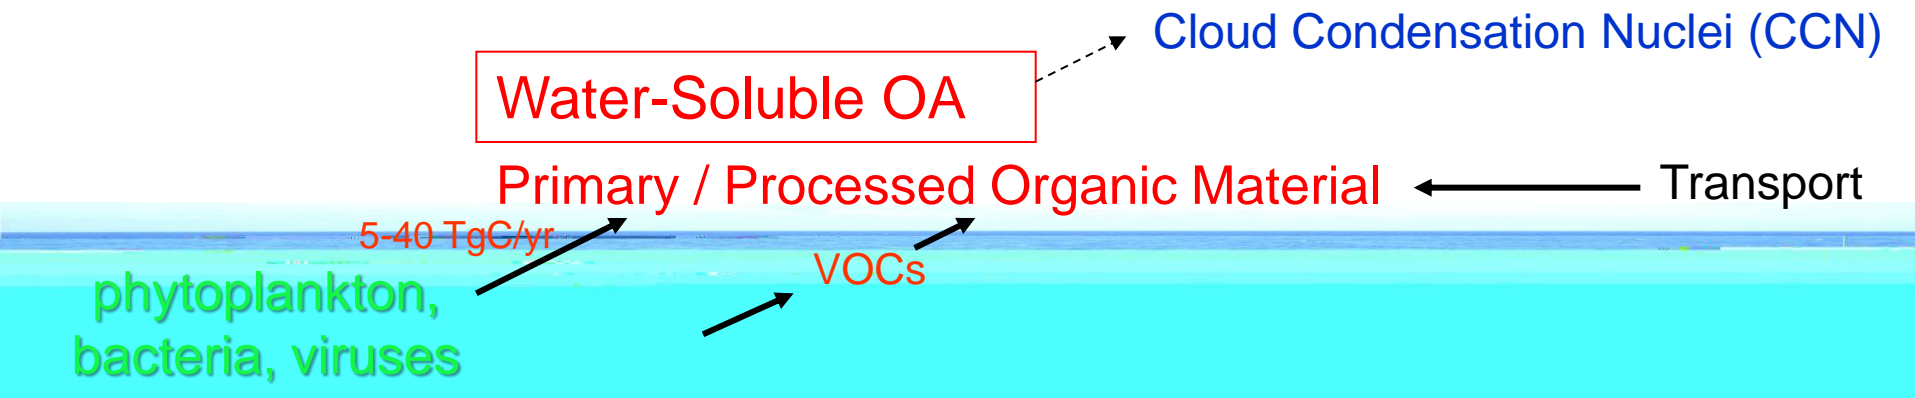 Cloud Condensation Nuclei (CCN)
Water-Soluble OA
Primary / Processed Organic Material
Transport
5-40 TgC/yr
VOCs
phytoplankton,
bacteria, viruses